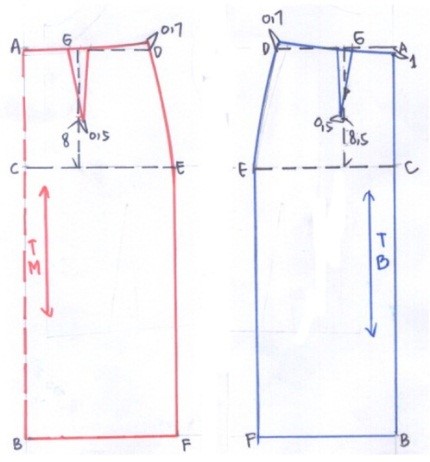 0,7
A G D
8 0,5
C E
T
M
B F
0,7
D G A
1
0,5 8,5
E C
T
B
F B